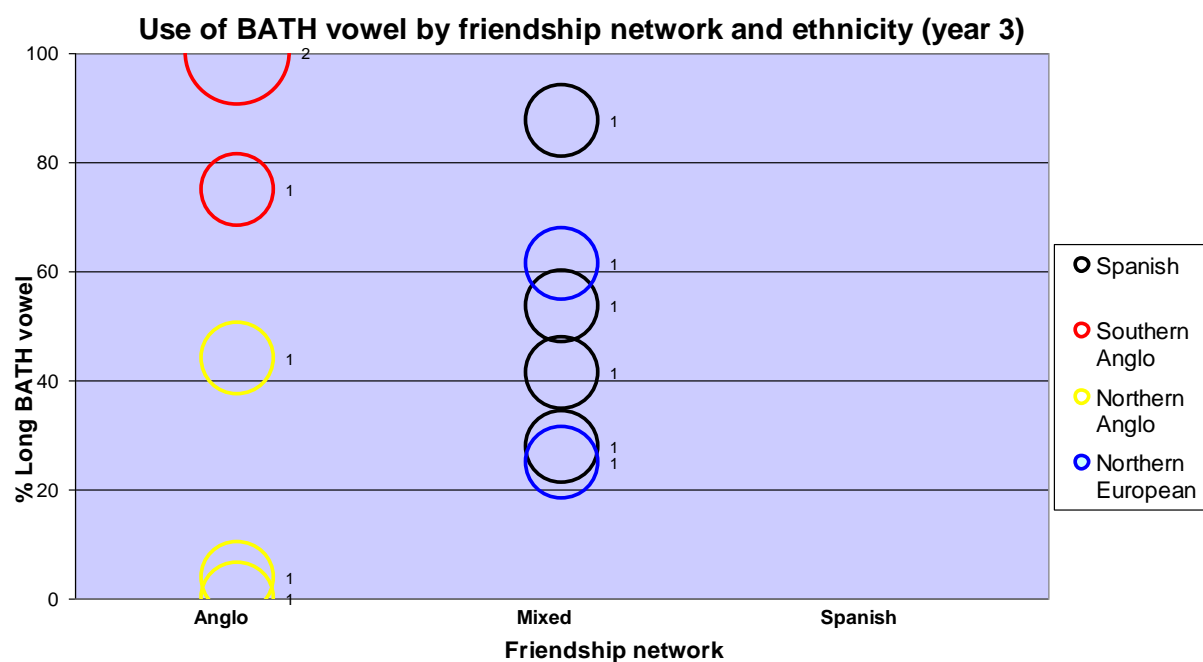 Use of BATH vowel by friendship network and ethnicity (year 3)
100
80
60
40
20
0
% Long BATH vowel
2
1
1
1
1
1
1
1
1
1
1
Anglo
Mixed
Spanish
Friendship network
Spanish
Southern
Anglo
Northern
Anglo
Northern
European